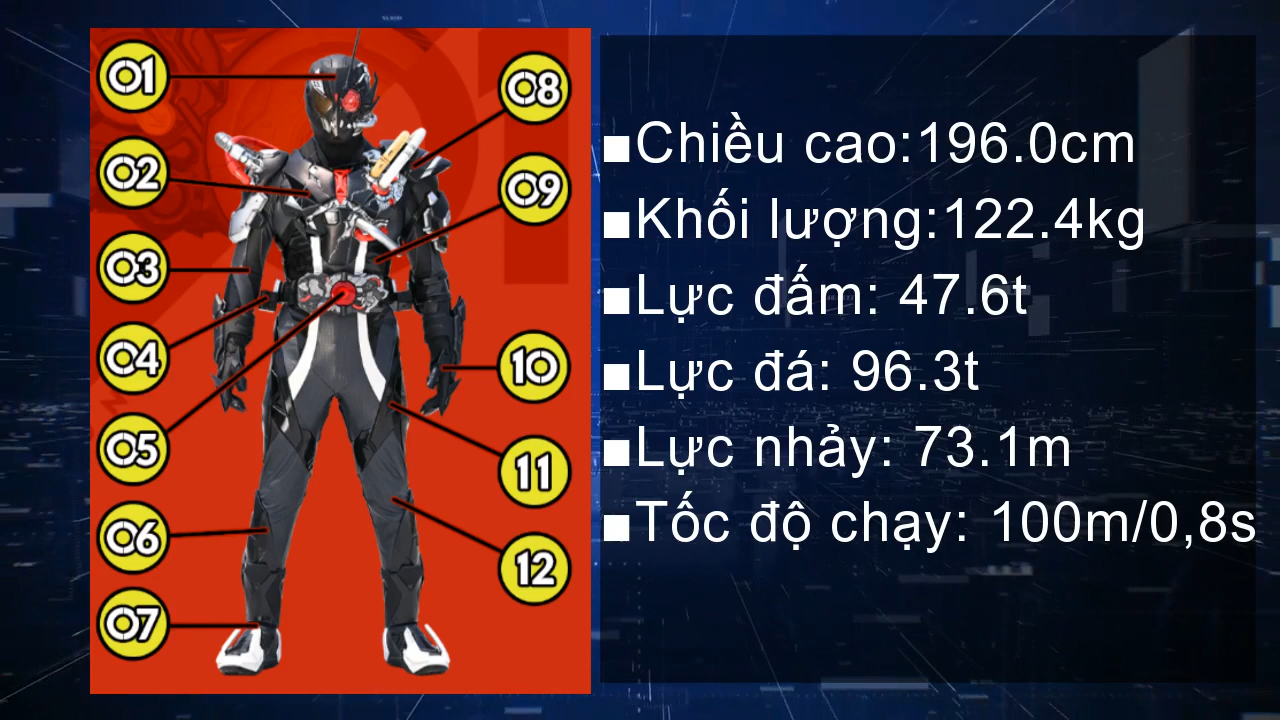 01
02
03
04
05
06
07
08
09
10
11
12
■Chiều cao:196.0cm
■Khối lượng:122.4kg
■Lực đấm: 47.6t
■Lực đá: 96.3t
■Lực nhảy: 73.1m
■Tốc độ chạy: 100m/0,8s